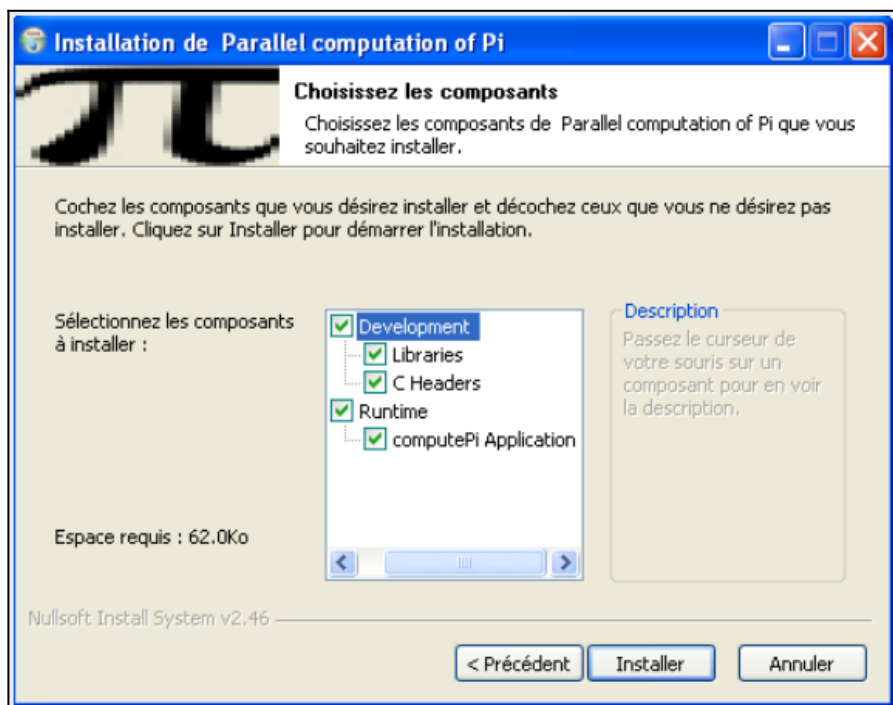 Installation de Parallel computation of Pi
Choisissez les composants
Choisissez les composants de Parallel computation of Pi que vous
souhaitez installer.
Cochez les composants que vous désirez installer et décochez ceux que vous ne désirez pas
installer. Cliquez sur Installer pour démarrer l'installation.
Sélectionnez les composants
à installer :
Development
Libraries
C Headers
Runtime
computePi Application
Description
Passez le curseur de
votre souris sur un
composant pour en voir
la description.
Espace requis : 62.0Ko
Nullsoft Install System v2.46
< Précédent
Installer
Annuler